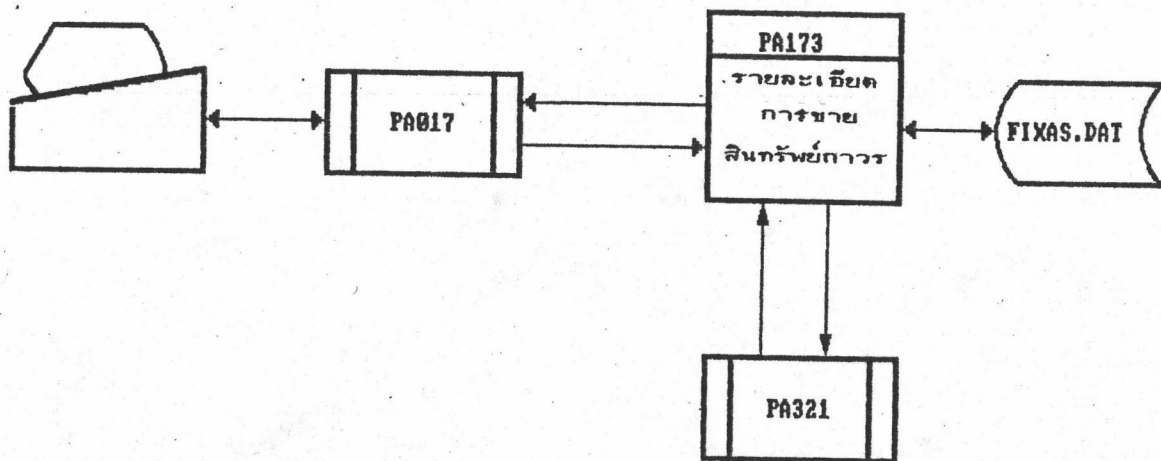 PA173
รายละเอียด
PA017
การขาย
FIXAS.DAT
สินทรัพย์ถาวร
PA321